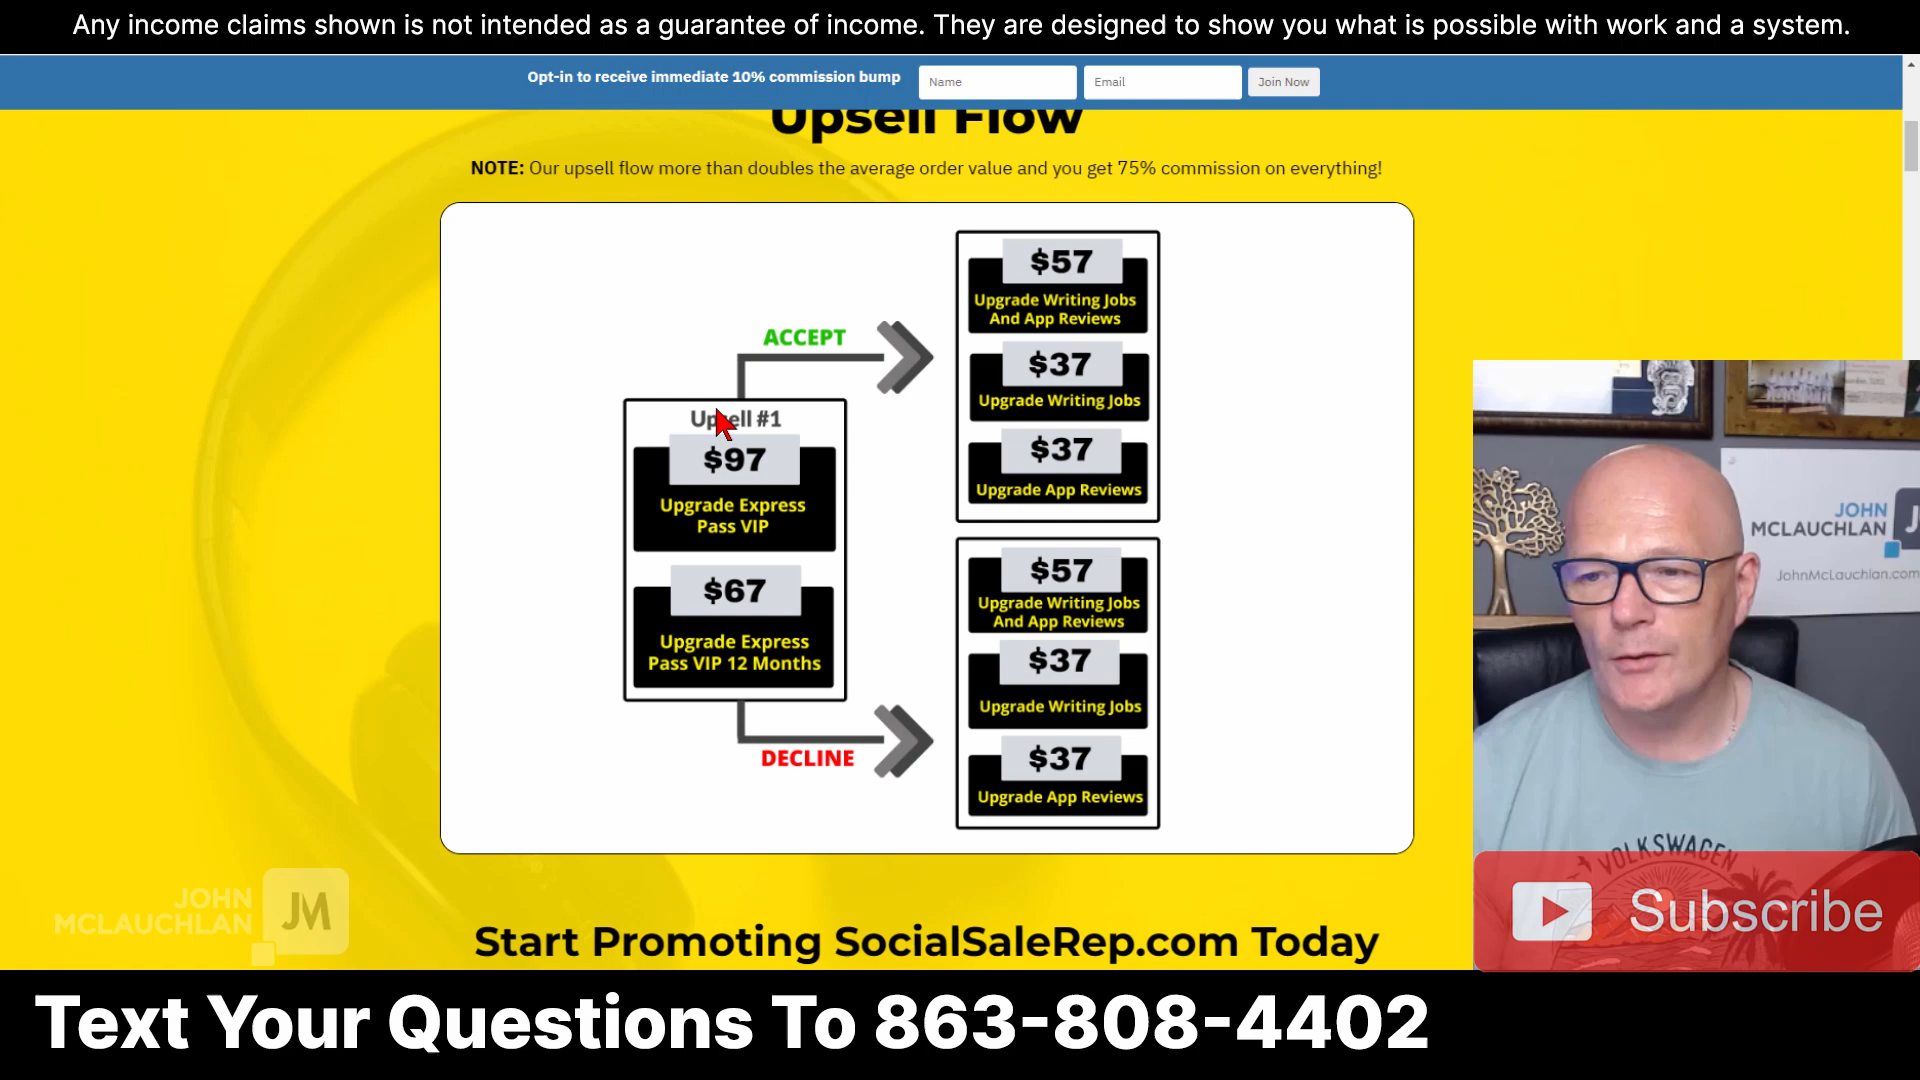 Any income claims shown is not intended as a guarantee of income. They are designed to show you what is possible with work and a system.
Opt-in to receive immediate 10% commission bump
Name
Email
Join Now
Upsell Flow
NOTE: Our upsell flow more than doubles the average order value and you get 75% commission on everything!
ACCEPT
Upsell #1
$97
Upgrade Express
Pass VIP
$67
Upgrade Express
Pass VIP 12 Months
DECLINE
$57
Upgrade Writing Jobs
And App Reviews
$37
Upgrade Writing Jobs
$37
Upgrade App Reviews
$57
Upgrade Writing Jobs
And App Reviews
$37
Upgrade Writing Jobs
$37
Upgrade App Reviews
JOHN
MCLAUCHLAN
JohnMcLauchlan.com
VOLKSWAGEN
Subscribe
JOHN
MCLAUCHLAN
JM
Start Promoting SocialSaleRep.com Today
Text Your Questions To 863-808-4402